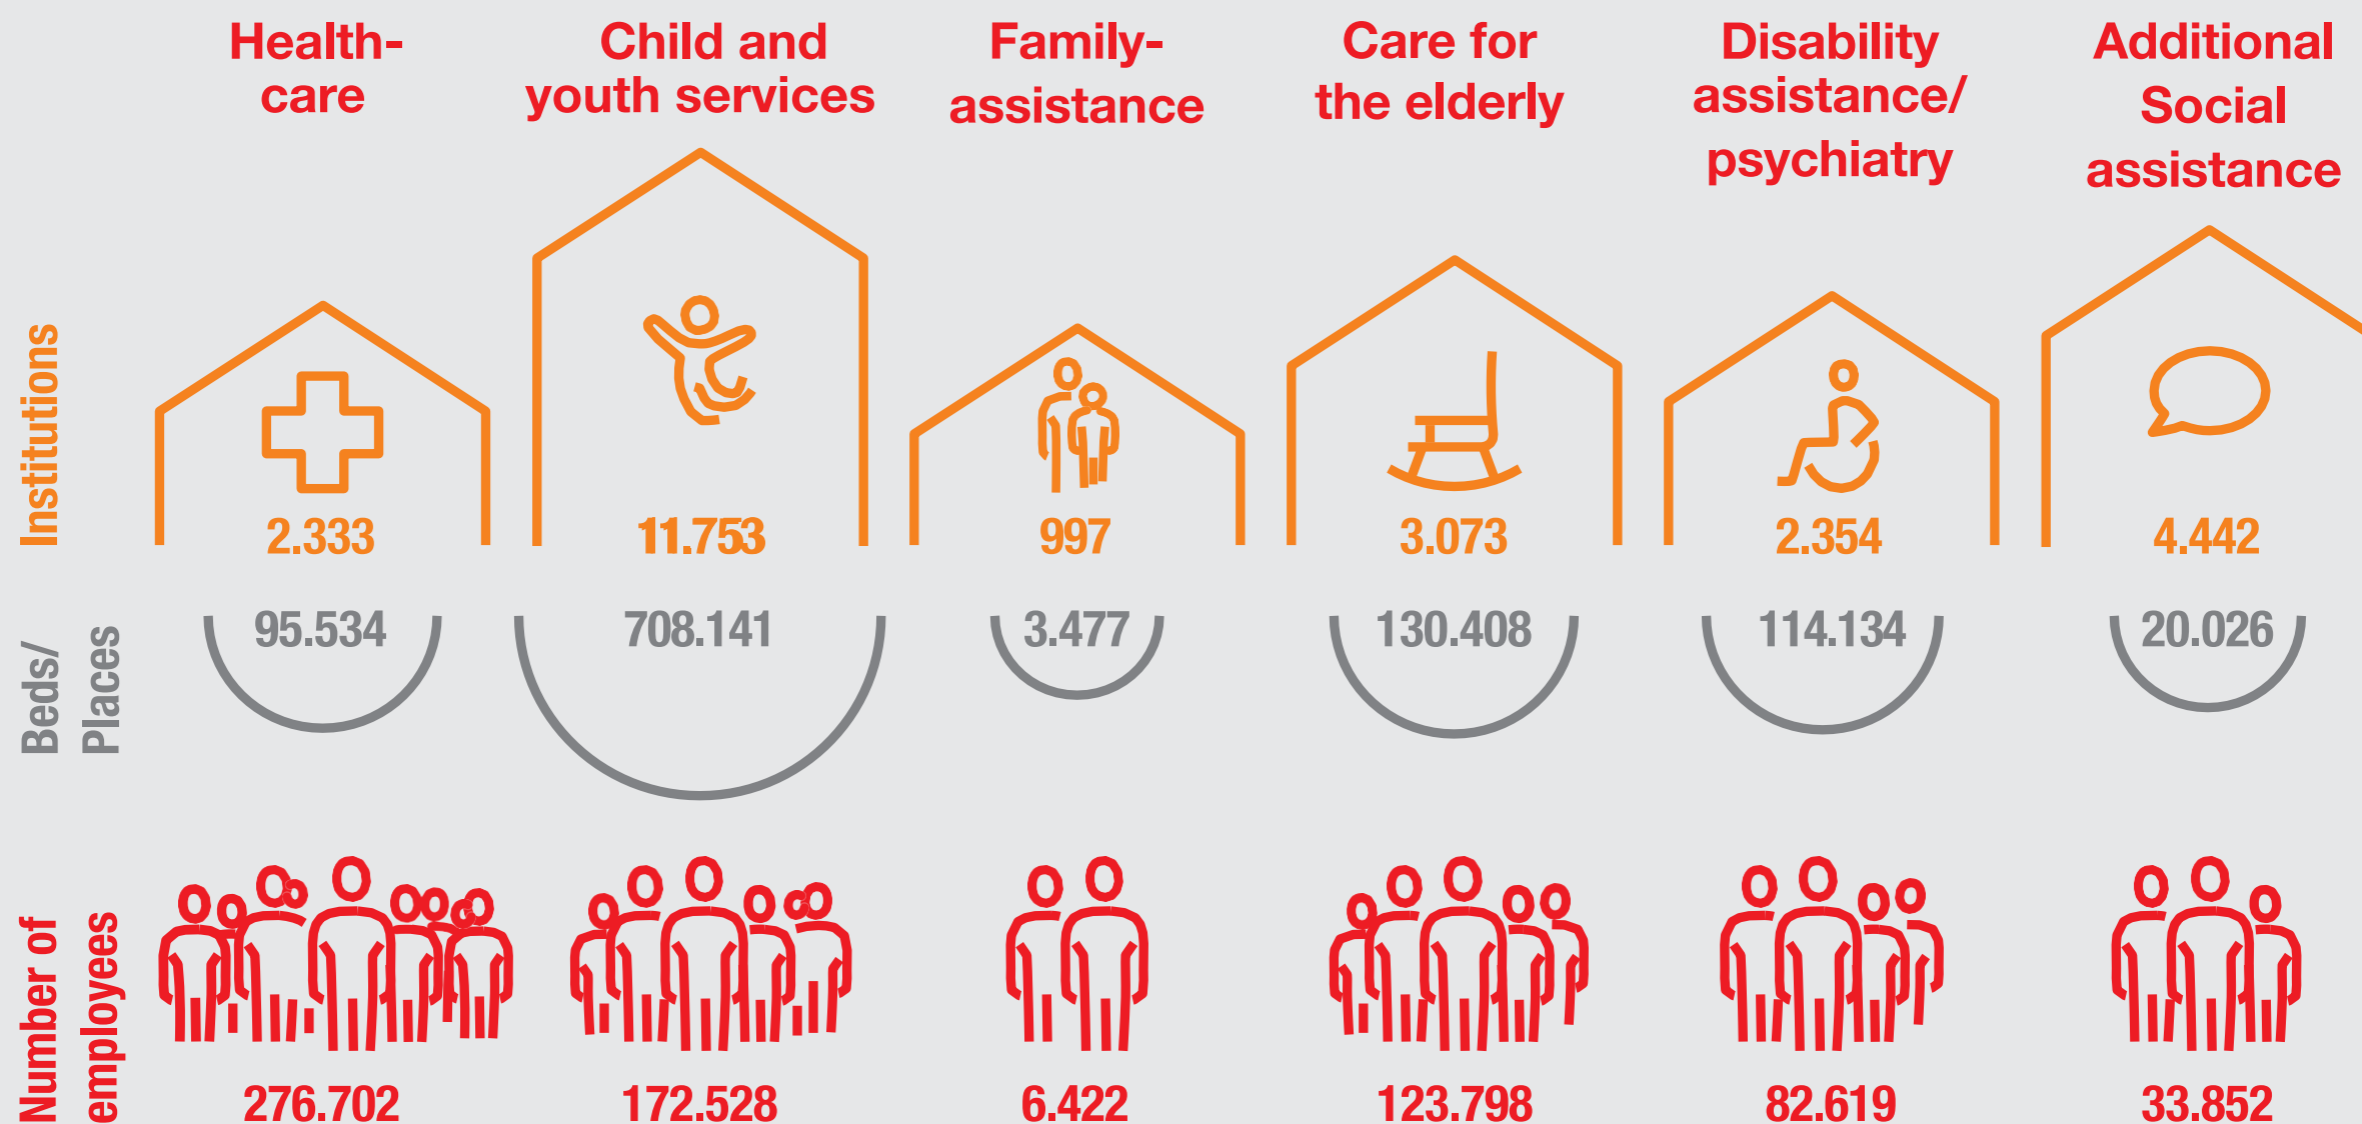 Health-
care
Child and
youth services
Family-
assistance
Care for
the elderly
Disability
assistance/
psychiatry
Additional
Social
assistance
Institutions
2.333
11.753
997
3.073
2.354
4.442
Beds/
Places
95.534
708.141
3.477
130.408
114.134
20.026
Number of
employees
276.702
172.528
6.422
123.798
82.619
33.852